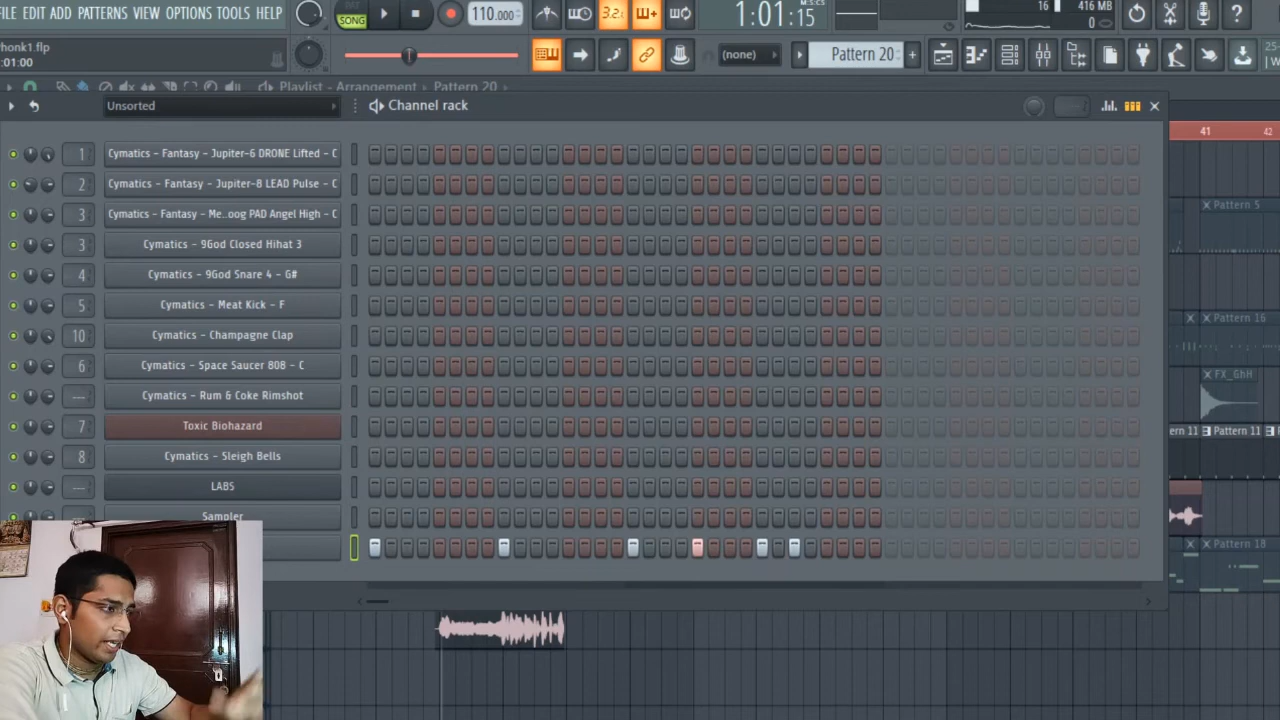 FILE EDIT ADD PATTERNS VIEW OPTIONS TOOLS HELP
SONG
110.000
3.2
1:01:15
M:S:CS
16
416 MB
0
honk1.flp
:01:00
(none)
Pattern 20
Playlist - Arrangement
Pattern 20
Unsorted
Channel rack
41
42
1
Cymatics - Fantasy - Jupiter-6 DRONE Lifted - C
2
Cymatics - Fantasy - Jupiter-8 LEAD Pulse - C
3
Cymatics - Fantasy - Me..oog PAD Angel High - C
Pattern 5
3
Cymatics - 9God Closed Hihat 3
4
Cymatics - 9God Snare 4 - G#
5
Cymatics - Meat Kick - F
Pattern 16
10
Cymatics - Champagne Clap
6
Cymatics - Space Saucer 808 - C
FX_GhH
---
Cymatics - Rum & Coke Rimshot
7
Toxic Biohazard
ern 11
Pattern 11
8
Cymatics - Sleigh Bells
---
LABS
Sampler
Pattern 18